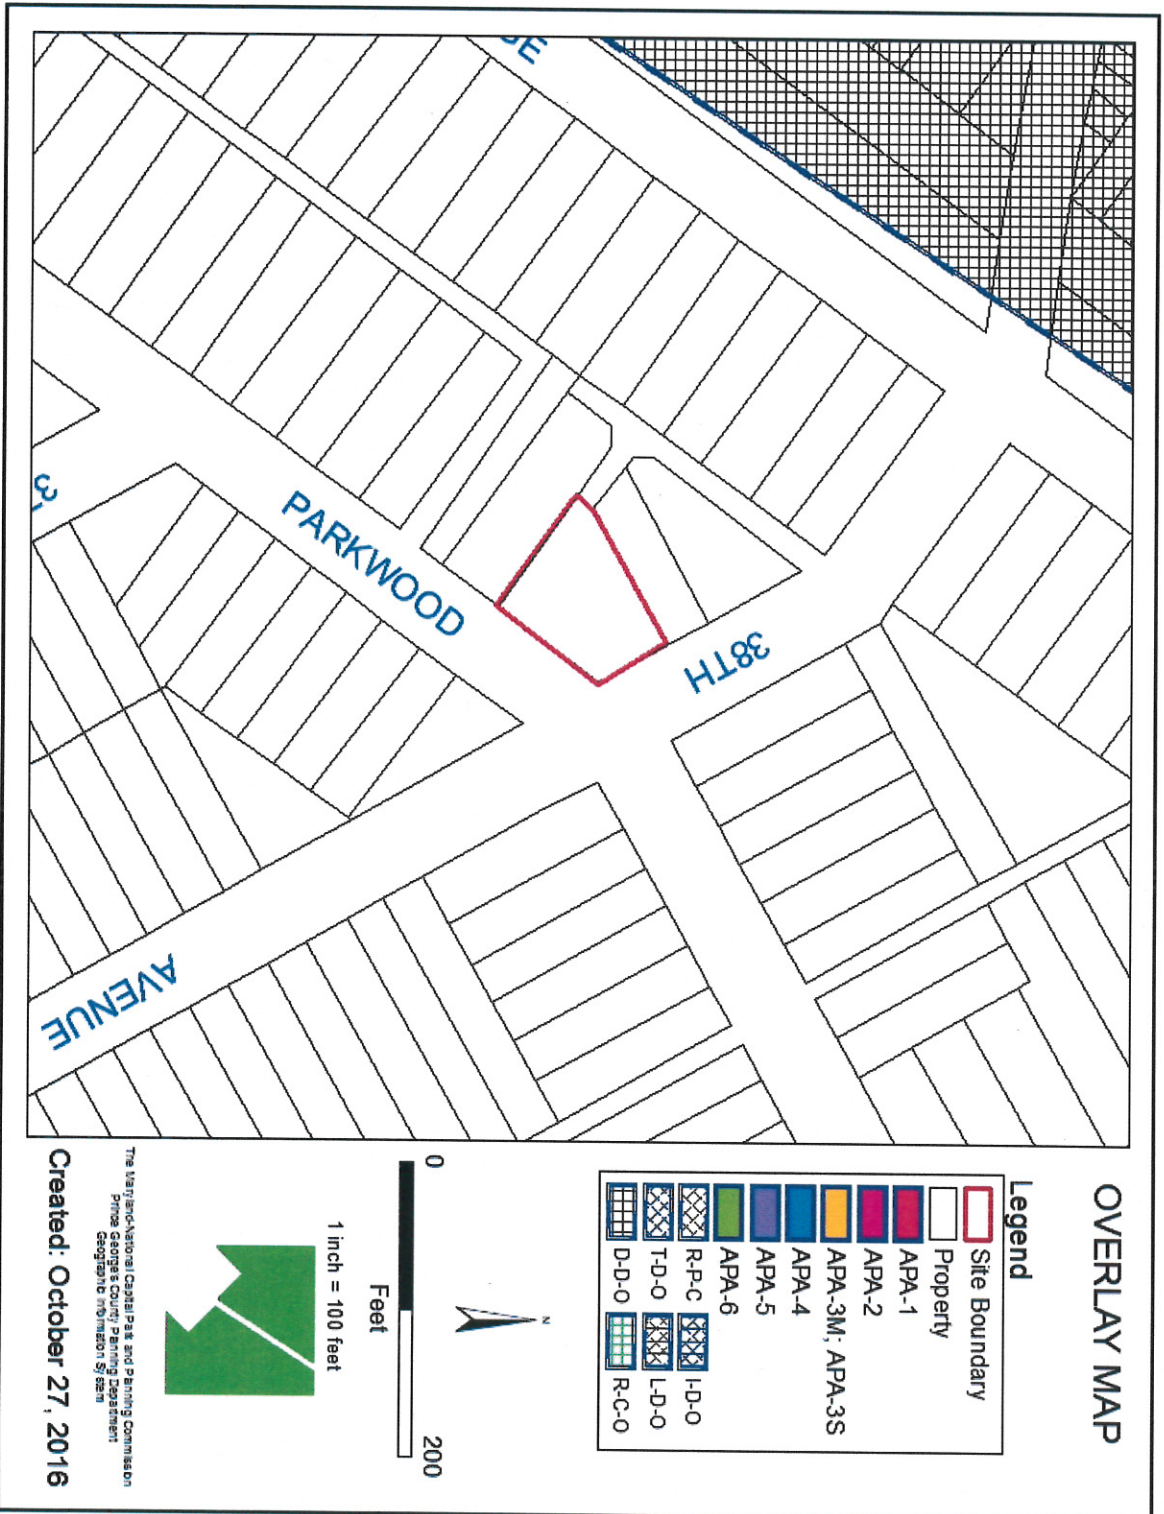 OVERLAY MAP
Legend
Site Boundary
Property
APA-1
APA-2
APA-3M; APA-3S
APA-4
APA-5
APA-6
R-P-C
I-D-O
T-D-O
L-D-O
D-D-O
R-C-O
N
0
200
Feet
1 inch = 100 feet
The Maryland-National Capital Park and Planning Commission
Prince George's County Planning Department
Geographic Information System
Created: October 27, 2016
38TH
PARKWOOD
AVENUE